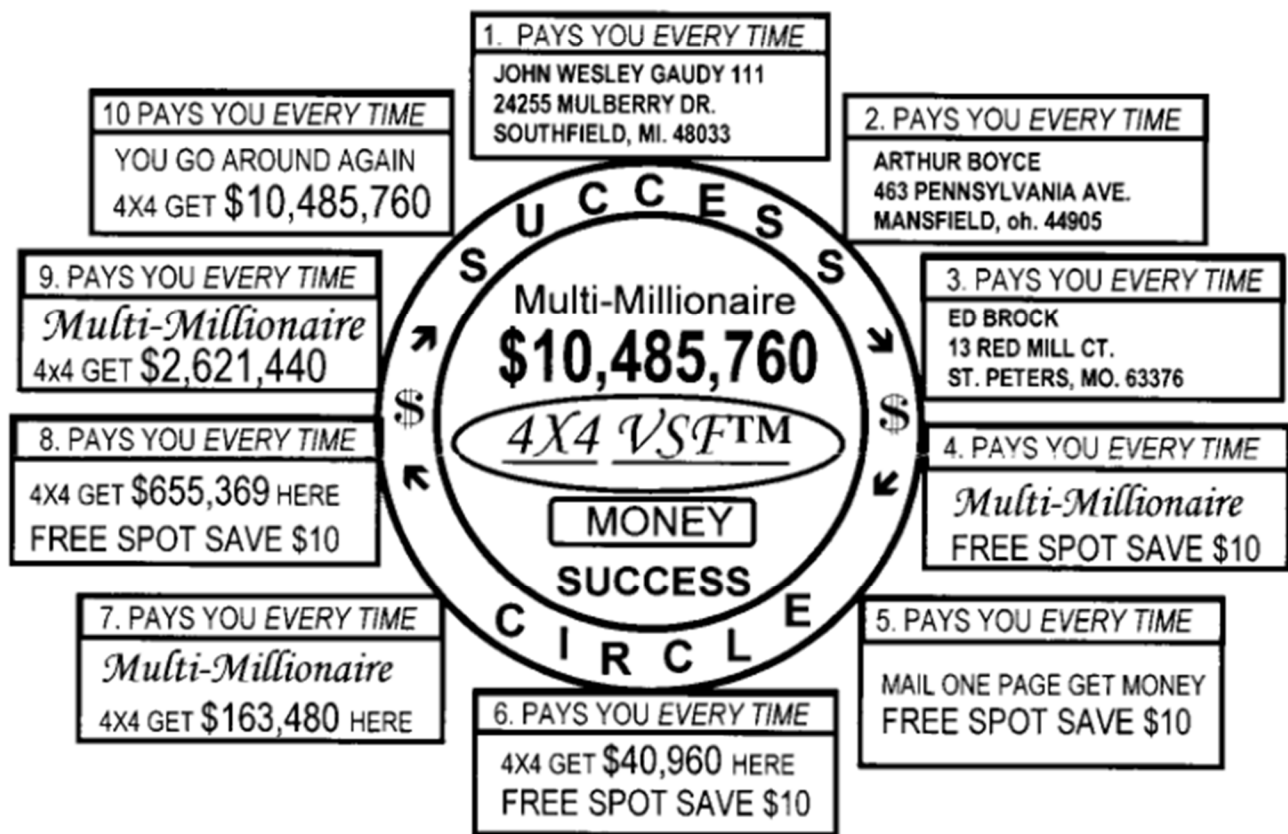 1. PAYS YOU EVERY TIME
JOHN WESLEY GAUDY 111
24255 MULBERRY DR.
SOUTHFIELD, MI. 48033
2. PAYS YOU EVERY TIME
ARTHUR BOYCE
463 PENNSYLVANIA AVE.
MANSFIELD, oh. 44905
3. PAYS YOU EVERY TIME
ED BROCK
13 RED MILL CT.
ST. PETERS, MO. 63376
4. PAYS YOU EVERY TIME
Multi-Millionaire
FREE SPOT SAVE $10
5. PAYS YOU EVERY TIME
MAIL ONE PAGE GET MONEY
FREE SPOT SAVE $10
6. PAYS YOU EVERY TIME
4X4 GET $40,960 HERE
FREE SPOT SAVE $10
7. PAYS YOU EVERY TIME
Multi-Millionaire
4X4 GET $163,480 HERE
8. PAYS YOU EVERY TIME
4X4 GET $655,369 HERE
FREE SPOT SAVE $10
9. PAYS YOU EVERY TIME
Multi-Millionaire
4x4 GET $2,621,440
10 PAYS YOU EVERY TIME
YOU GO AROUND AGAIN
4X4 GET $10,485,760
SUCCESS
$ $
CIRCLE
Multi-Millionaire
$10,485,760
4X4 VSF™
MONEY
SUCCESS